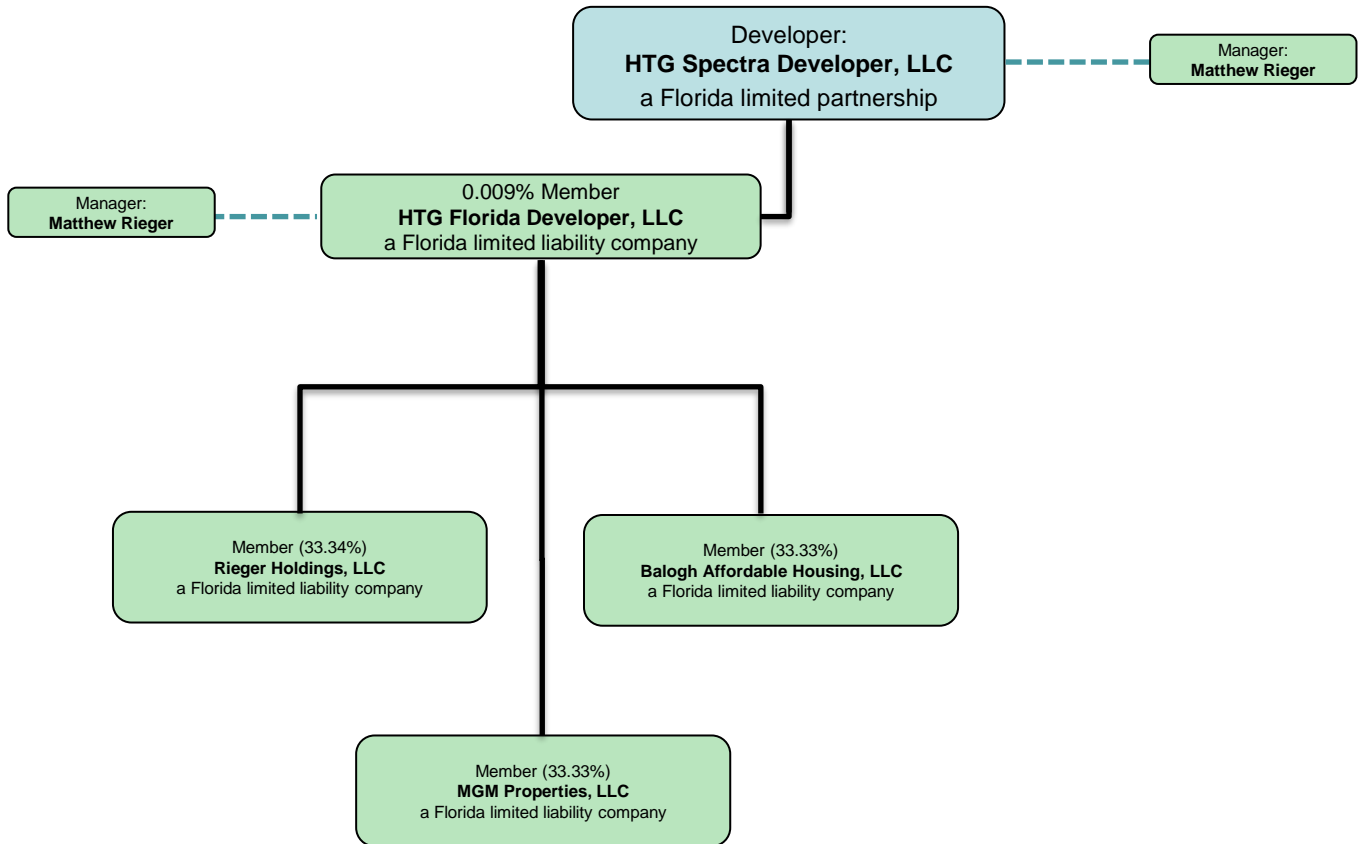 Developer:
HTG Spectra Developer, LLC
a Florida limited partnership
Manager:
Matthew Rieger
Manager:
Matthew Rieger
0.009% Member
HTG Florida Developer, LLC
a Florida limited liability company
Member (33.34%)
Rieger Holdings, LLC
a Florida limited liability company
Member (33.33%)
Balogh Affordable Housing, LLC
a Florida limited liability company
Member (33.33%)
MGM Properties, LLC
a Florida limited liability company